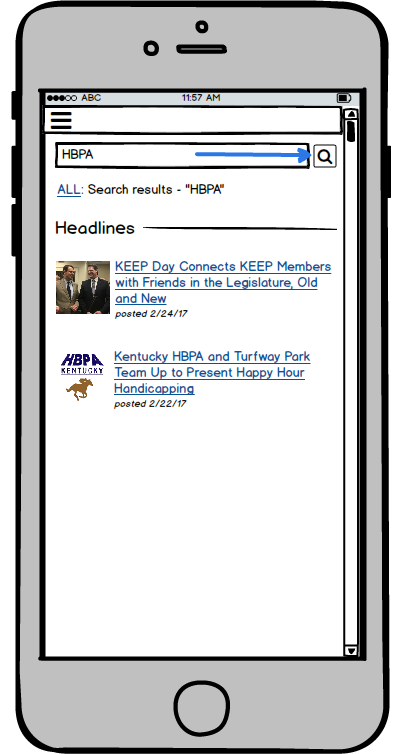 ABC 11:57 AM
HBPA
ALL: Search results - "HBPA"
Headlines
KEEP Day Connects KEEP Members
with Friends in the Legislature, Old
and New
posted 2/24/17
HBPA
KENTUCKY
Kentucky HBPA and Turfway Park
Team Up to Present Happy Hour
Handicapping
posted 2/22/17